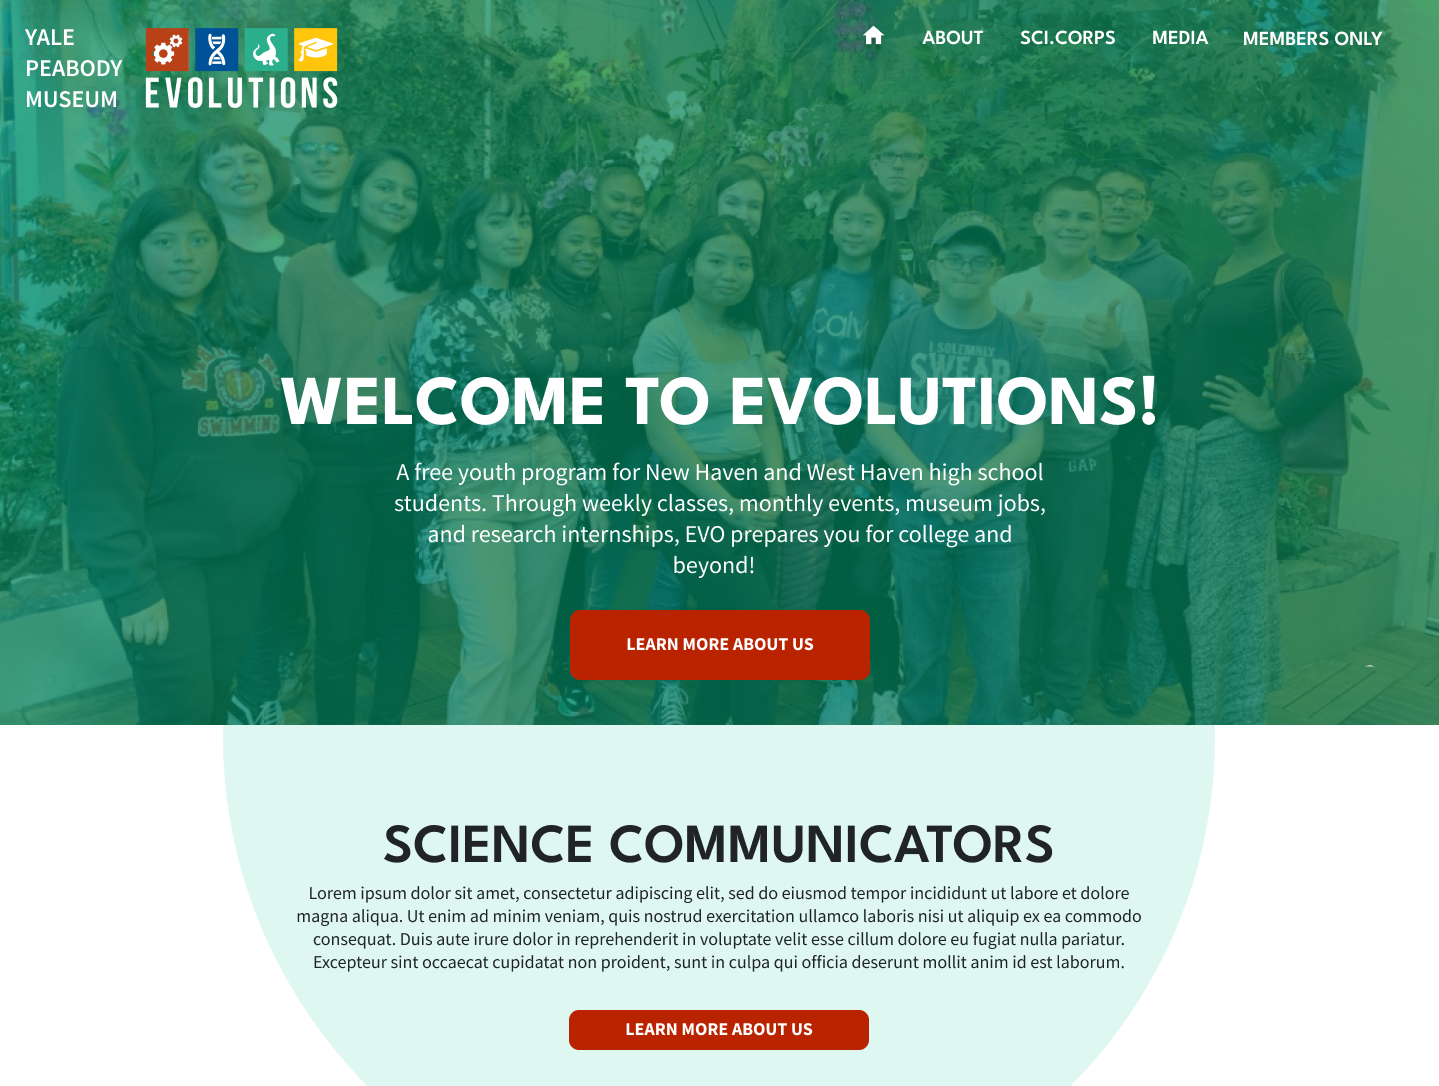 YALE
PEABODY
MUSEUM
EVOLUTIONS
ABOUT
SCI.CORPS
MEDIA
MEMBERS ONLY
CALV
I SOLEMNLY
SWEAR
SWIMMING
GAP
WELCOME TO EVOLUTIONS!
A free youth program for New Haven and West Haven high school
students. Through weekly classes, monthly events, museum jobs,
and research internships, EVO prepares you for college and
beyond!
LEARN MORE ABOUT US
SCIENCE COMMUNICATORS
Lorem ipsum dolor sit amet, consectetur adipiscing elit, sed do eiusmod tempor incididunt ut labore et dolore
magna aliqua. Ut enim ad minim veniam, quis nostrud exercitation ullamco laboris nisi ut aliquip ex ea commodo
consequat. Duis aute irure dolor in reprehenderit in voluptate velit esse cillum dolore eu fugiat nulla pariatur.
Excepteur sint occaecat cupidatat non proident, sunt in culpa qui officia deserunt mollit anim id est laborum.
LEARN MORE ABOUT US